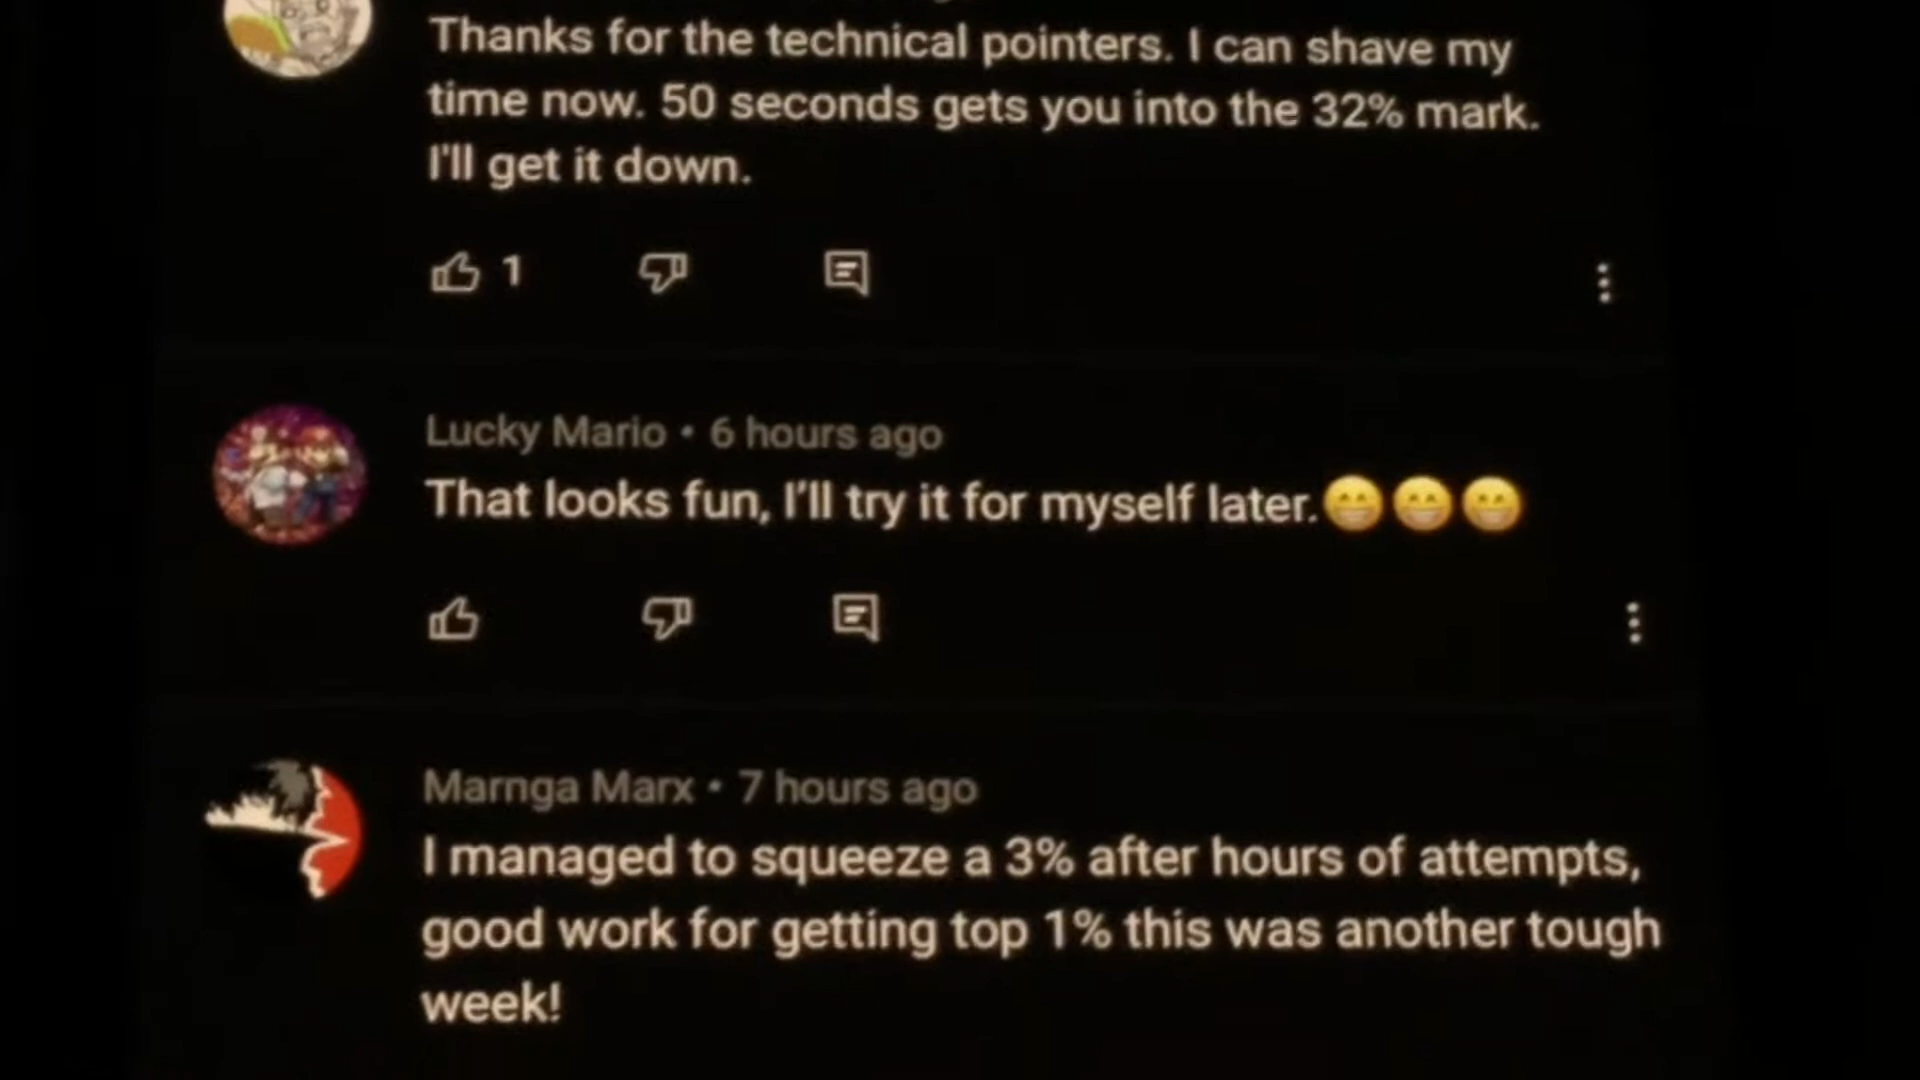 Thanks for the technical pointers. I can shave my
time now. 50 seconds gets you into the 32% mark.
I'll get it down.
1
Lucky Mario • 6 hours ago
That looks fun, I'll try it for myself later.😁😁😁
Marnga Marx • 7 hours ago
I managed to squeeze a 3% after hours of attempts,
good work for getting top 1% this was another tough
week!